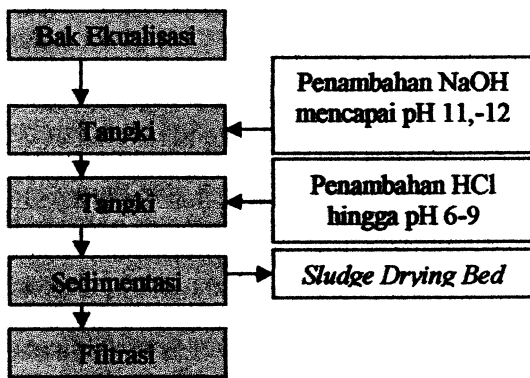 Bak Ekualisasi
Penambahan NaOH
mencapai pH 11,-12
Tangki
Penambahan HCl
hingga pH 6-9
Tangki
Sedimentasi
Sludge Drying Bed
Filtrasi